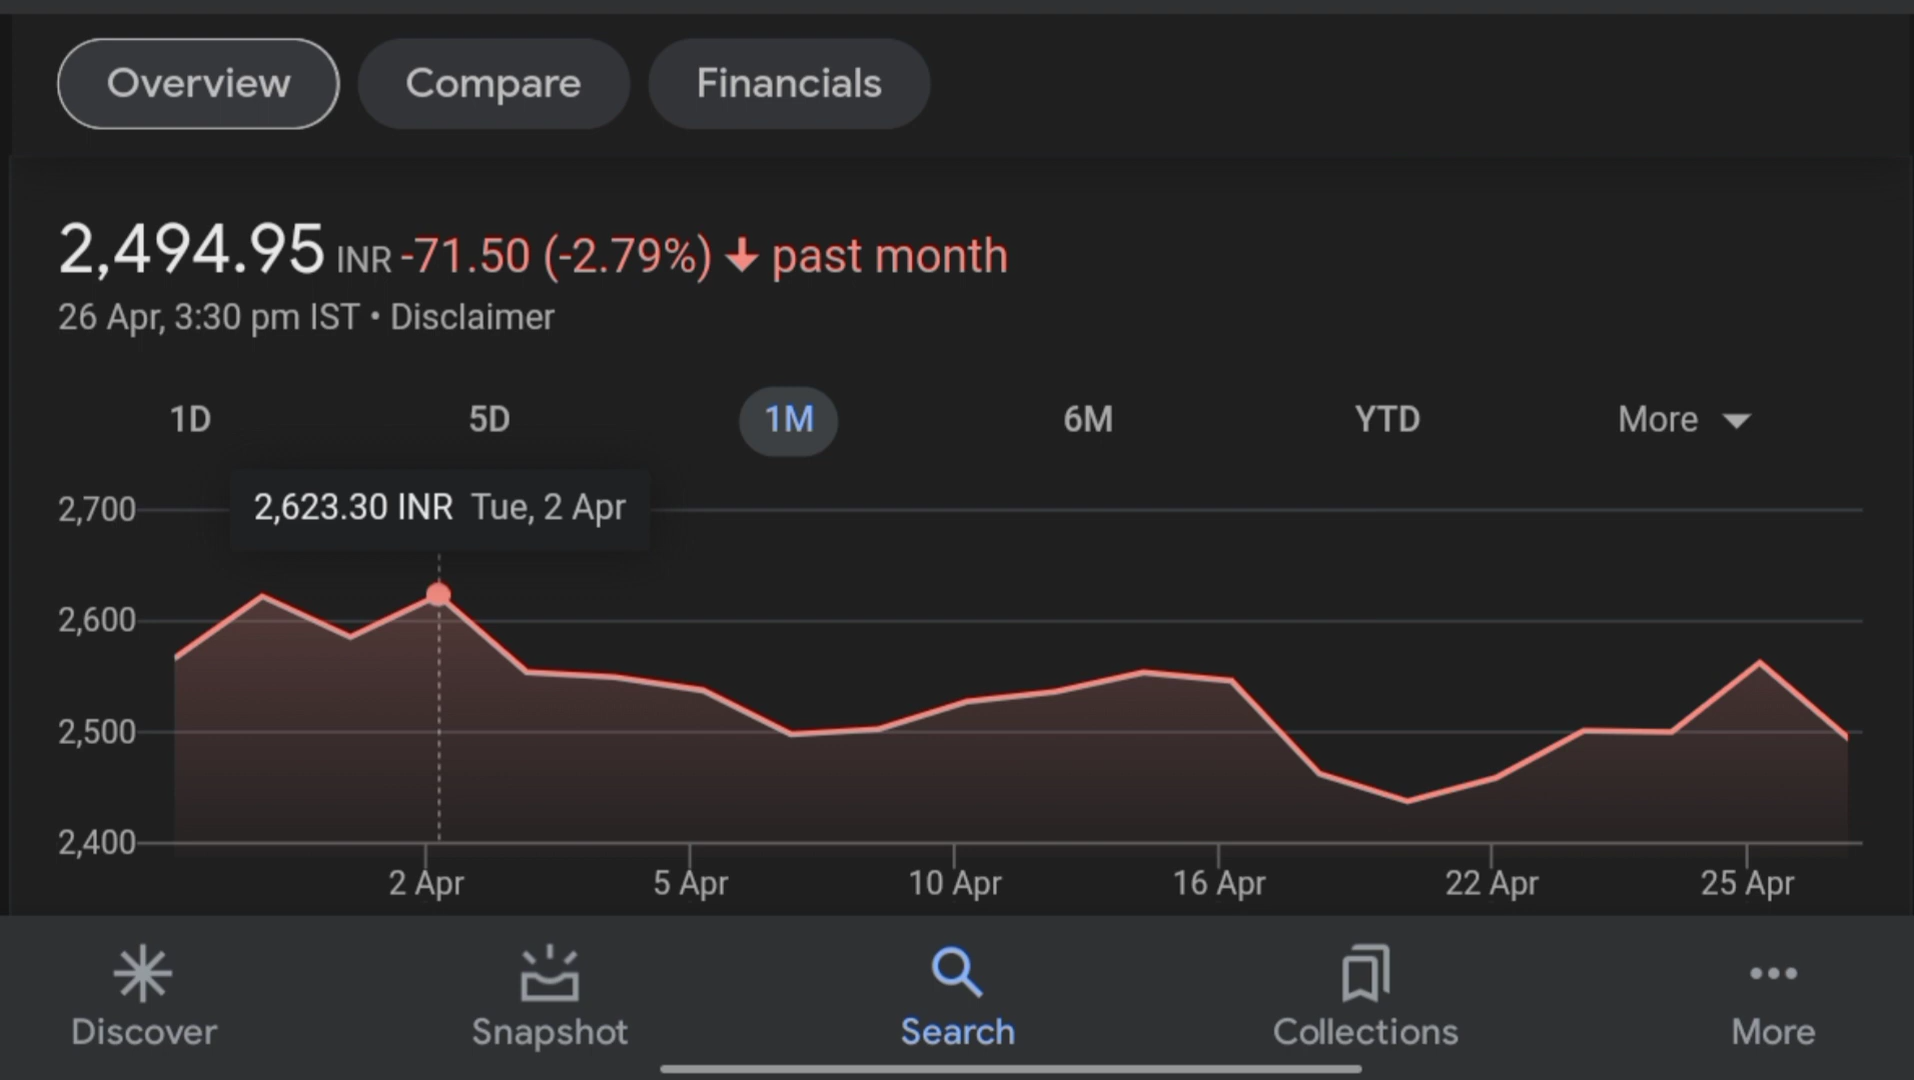 Overview Compare Financials
2,494.95 INR -71.50 (-2.79%) ↓ past month
26 Apr, 3:30 pm IST • Disclaimer
1D 5D 1M 6M YTD More
2,623.30 INR Tue, 2 Apr
2,700
2,600
2,500
2,400
2 Apr 5 Apr 10 Apr 16 Apr 22 Apr 25 Apr
Discover Snapshot Search Collections More